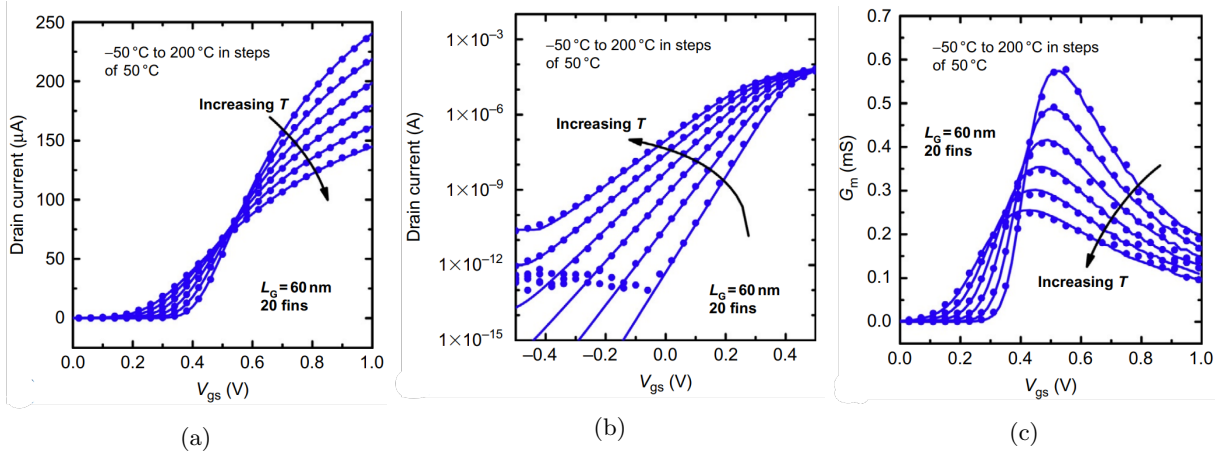 250
200
150
100
50
0
Drain current (μA)
−50 °C to 200 °C in steps
of 50 °C
Increasing T
L_G = 60 nm
20 fins
0.0 0.2 0.4 0.6 0.8 1.0
V_gs (V)
(a)
1×10⁻³
1×10⁻⁶
1×10⁻⁹
1×10⁻¹²
1×10⁻¹⁵
Drain current (A)
−50 °C to 200 °C in steps
of 50 °C
Increasing T
L_G = 60 nm
20 fins
−0.4 −0.2 0.0 0.2 0.4
V_gs (V)
(b)
0.7
0.6
0.5
0.4
0.3
0.2
0.1
0.0
G_m (mS)
−50 °C to 200 °C in steps
of 50 °C
L_G = 60 nm
20 fins
Increasing T
0.0 0.2 0.4 0.6 0.8 1.0
V_gs (V)
(c)